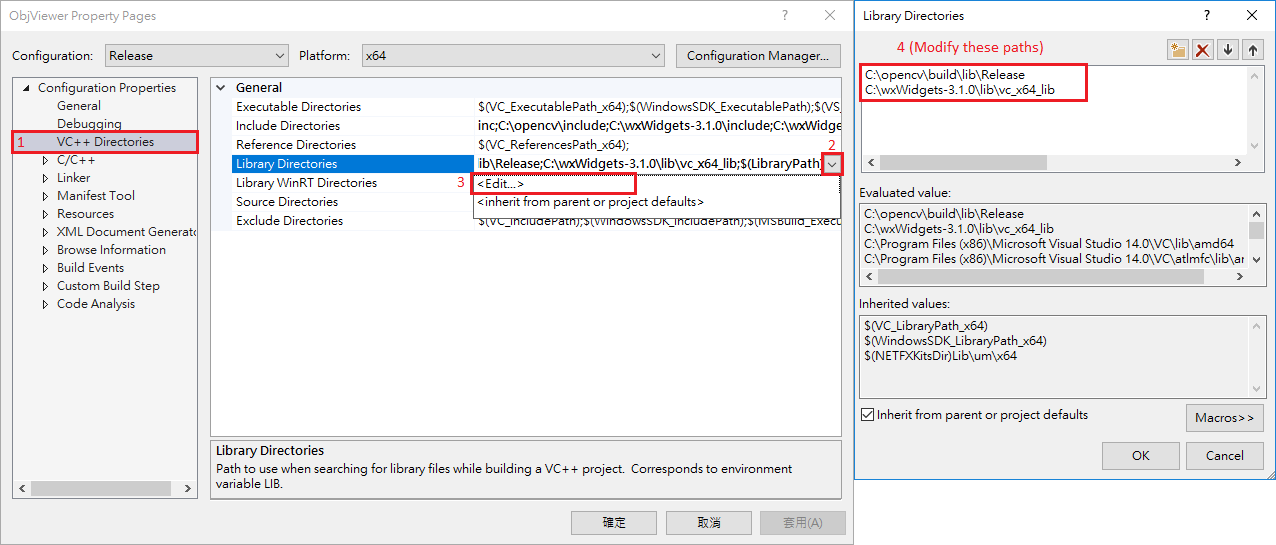 ObjViewer Property Pages
?
Configuration:
Release
Platform:
x64
Configuration Manager...
Configuration Properties
General
Debugging
1
VC++ Directories
C/C++
Linker
Manifest Tool
Resources
XML Document Generato
Browse Information
Build Events
Custom Build Step
Code Analysis
General
Executable Directories
$(VC_ExecutablePath_x64);$(WindowsSDK_ExecutablePath);$(VS_
Include Directories
inc;C:\opencv\include;C:\wxWidgets-3.1.0\include;C:\wxWidget
Reference Directories
$(VC_ReferencesPath_x64);
2
Library Directories
ib\Release;C:\wxWidgets-3.1.0\lib\vc_x64_lib;$(LibraryPath)
Library WinRT Directories
3
<Edit...>
Source Directories
<inherit from parent or project defaults>
Exclude Directories
$(VC_IncludePath);$(WindowsSDK_IncludePath);$(MSBuild_Execu
Library Directories
Path to use when searching for library files while building a VC++ project.  Corresponds to environment
variable LIB.
確定
取消
套用(A)
Library Directories
?
4 (Modify these paths)
C:\opencv\build\lib\Release
C:\wxWidgets-3.1.0\lib\vc_x64_lib
Evaluated value:
C:\opencv\build\lib\Release
C:\wxWidgets-3.1.0\lib\vc_x64_lib
C:\Program Files (x86)\Microsoft Visual Studio 14.0\VC\lib\amd64
C:\Program Files (x86)\Microsoft Visual Studio 14.0\VC\atlmfc\lib\am
Inherited values:
$(VC_LibraryPath_x64)
$(WindowsSDK_LibraryPath_x64)
$(NETFXKitsDir)Lib\um\x64
Inherit from parent or project defaults
Macros>>
OK
Cancel